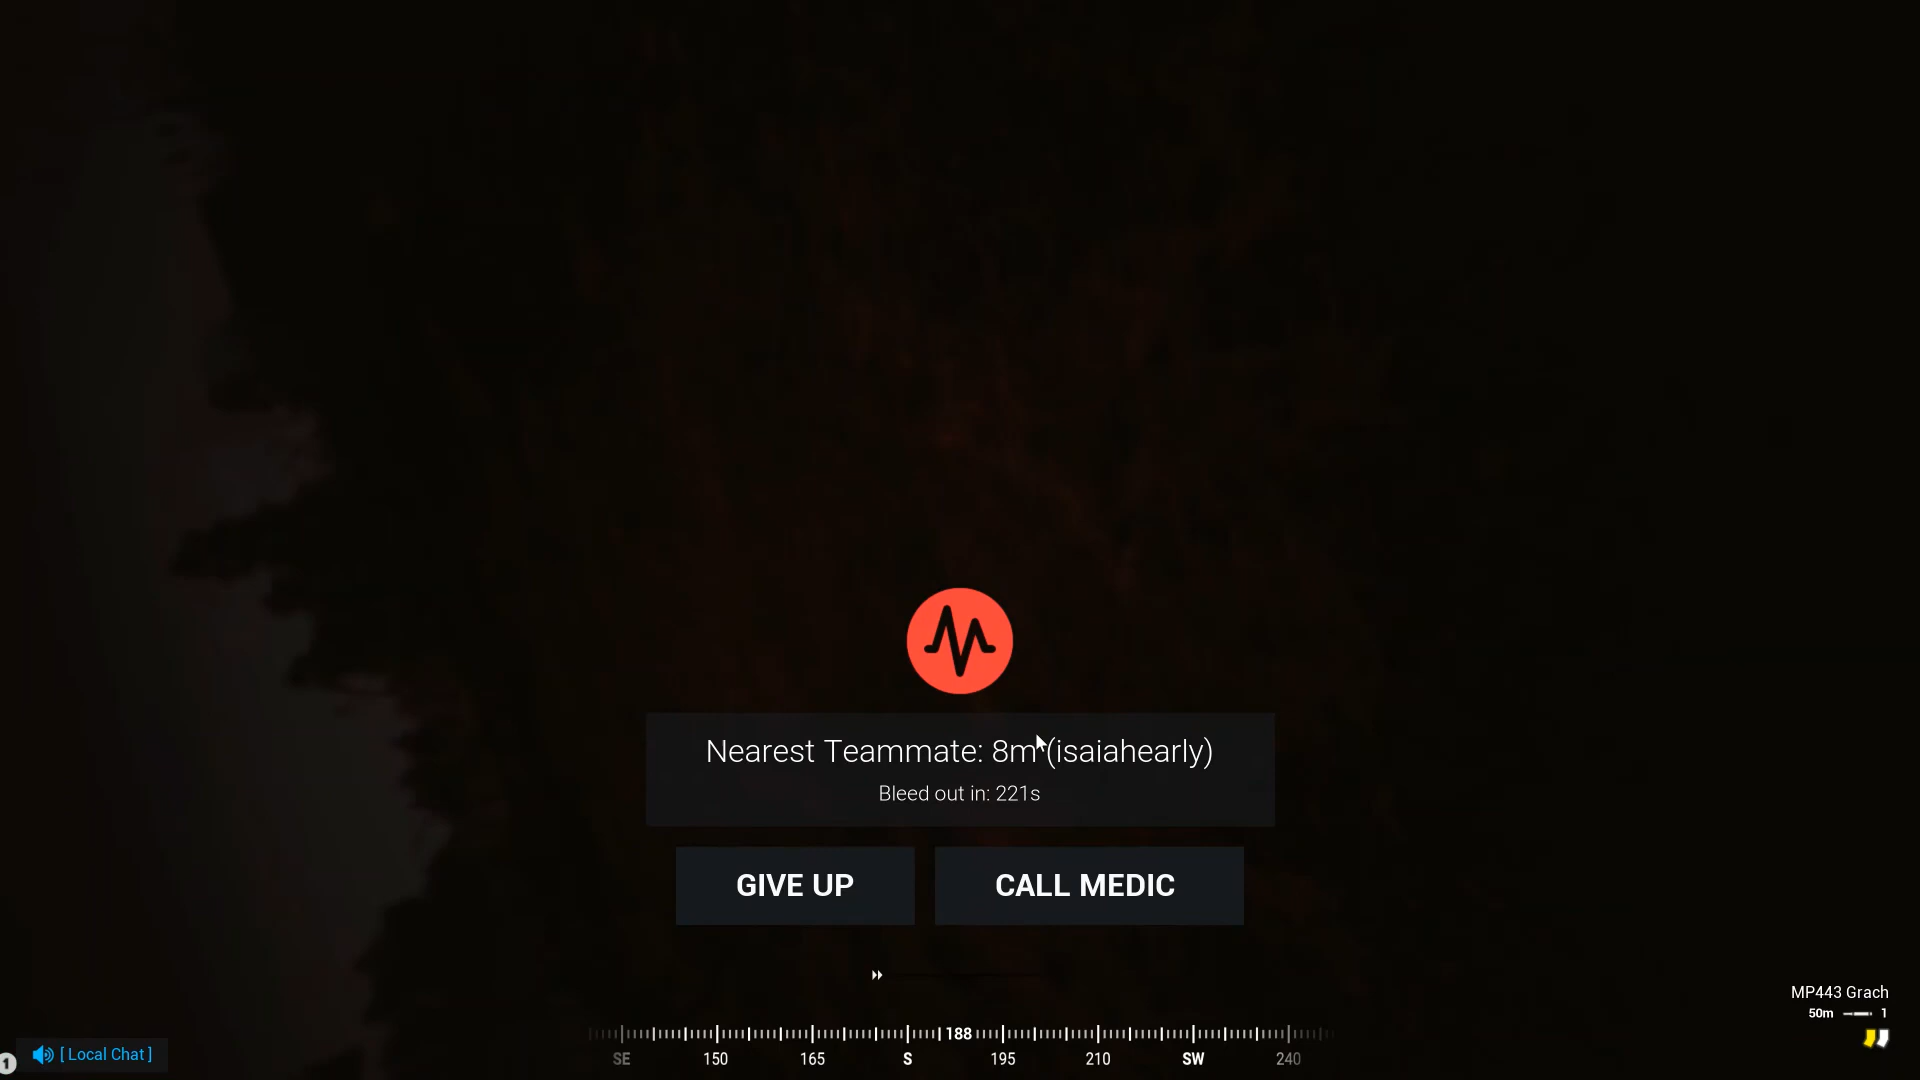 Nearest Teammate: 8m (isaiahearly)
Bleed out in: 221s
GIVE UP
CALL MEDIC
MP443 Grach
50m 1
188
SE 150 165 S 195 210 SW 240
1 [ Local Chat ]